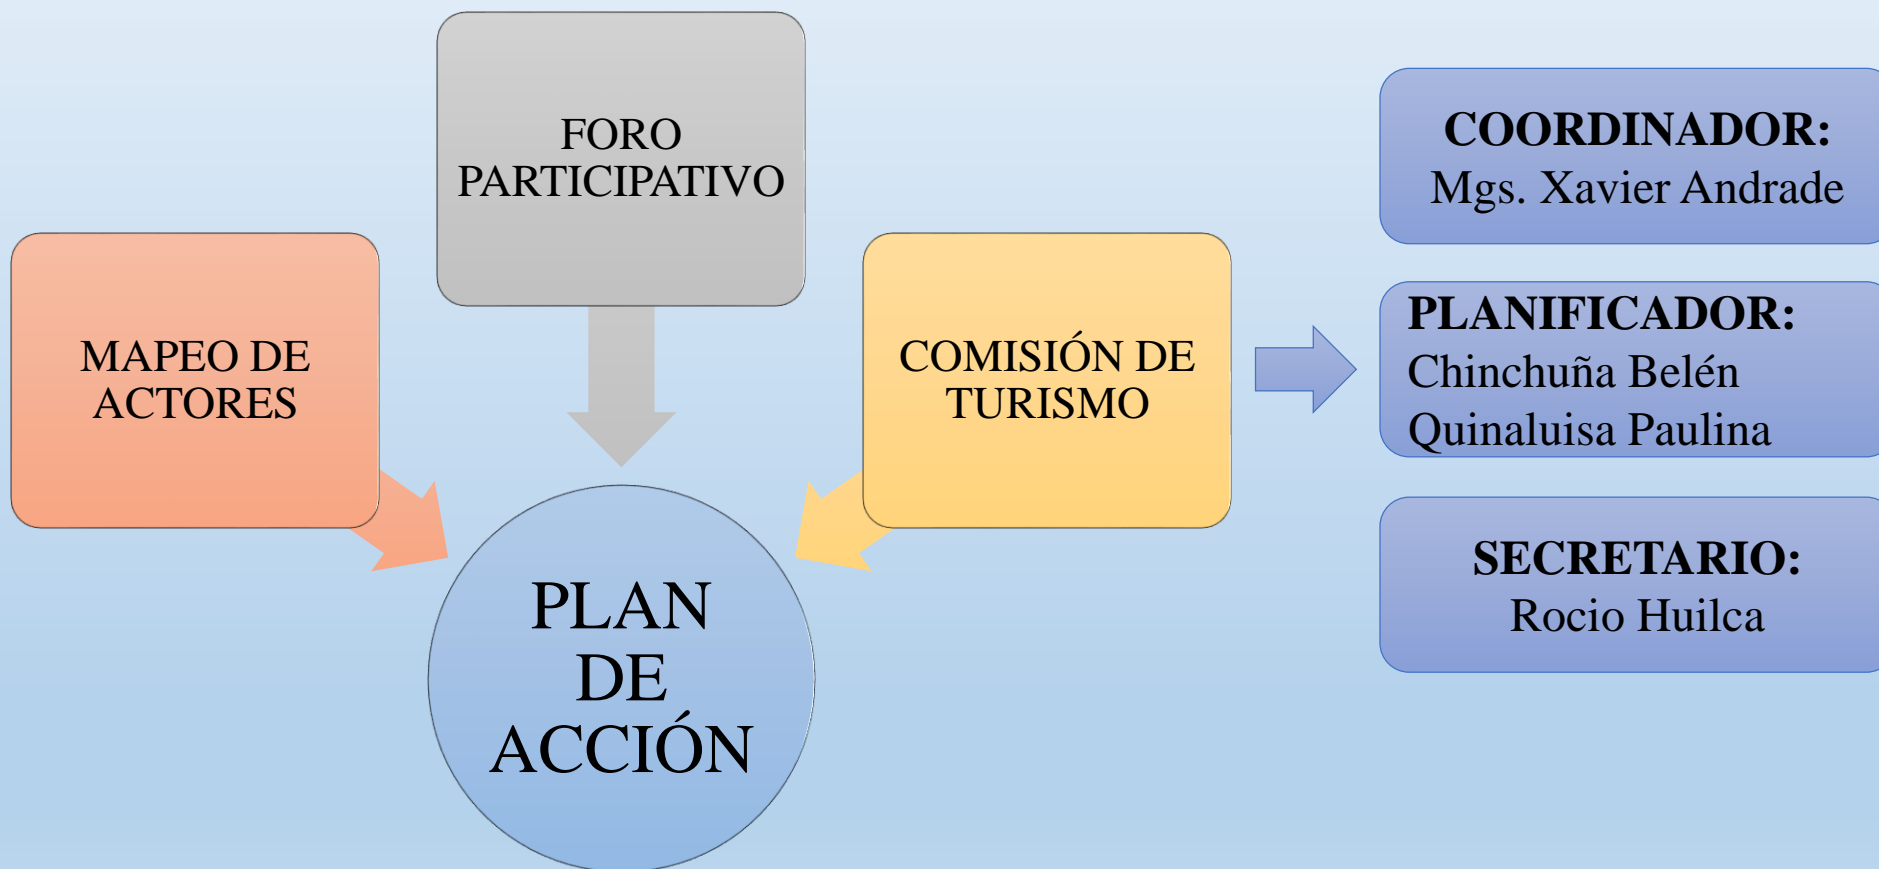 FORO
PARTICIPATIVO
MAPEO DE
ACTORES
COMISIÓN DE
TURISMO
PLAN
DE
ACCIÓN
COORDINADOR:
Mgs. Xavier Andrade
PLANIFICADOR:
Chinchuña Belén
Quinaluisa Paulina
SECRETARIO:
Rocio Huilca